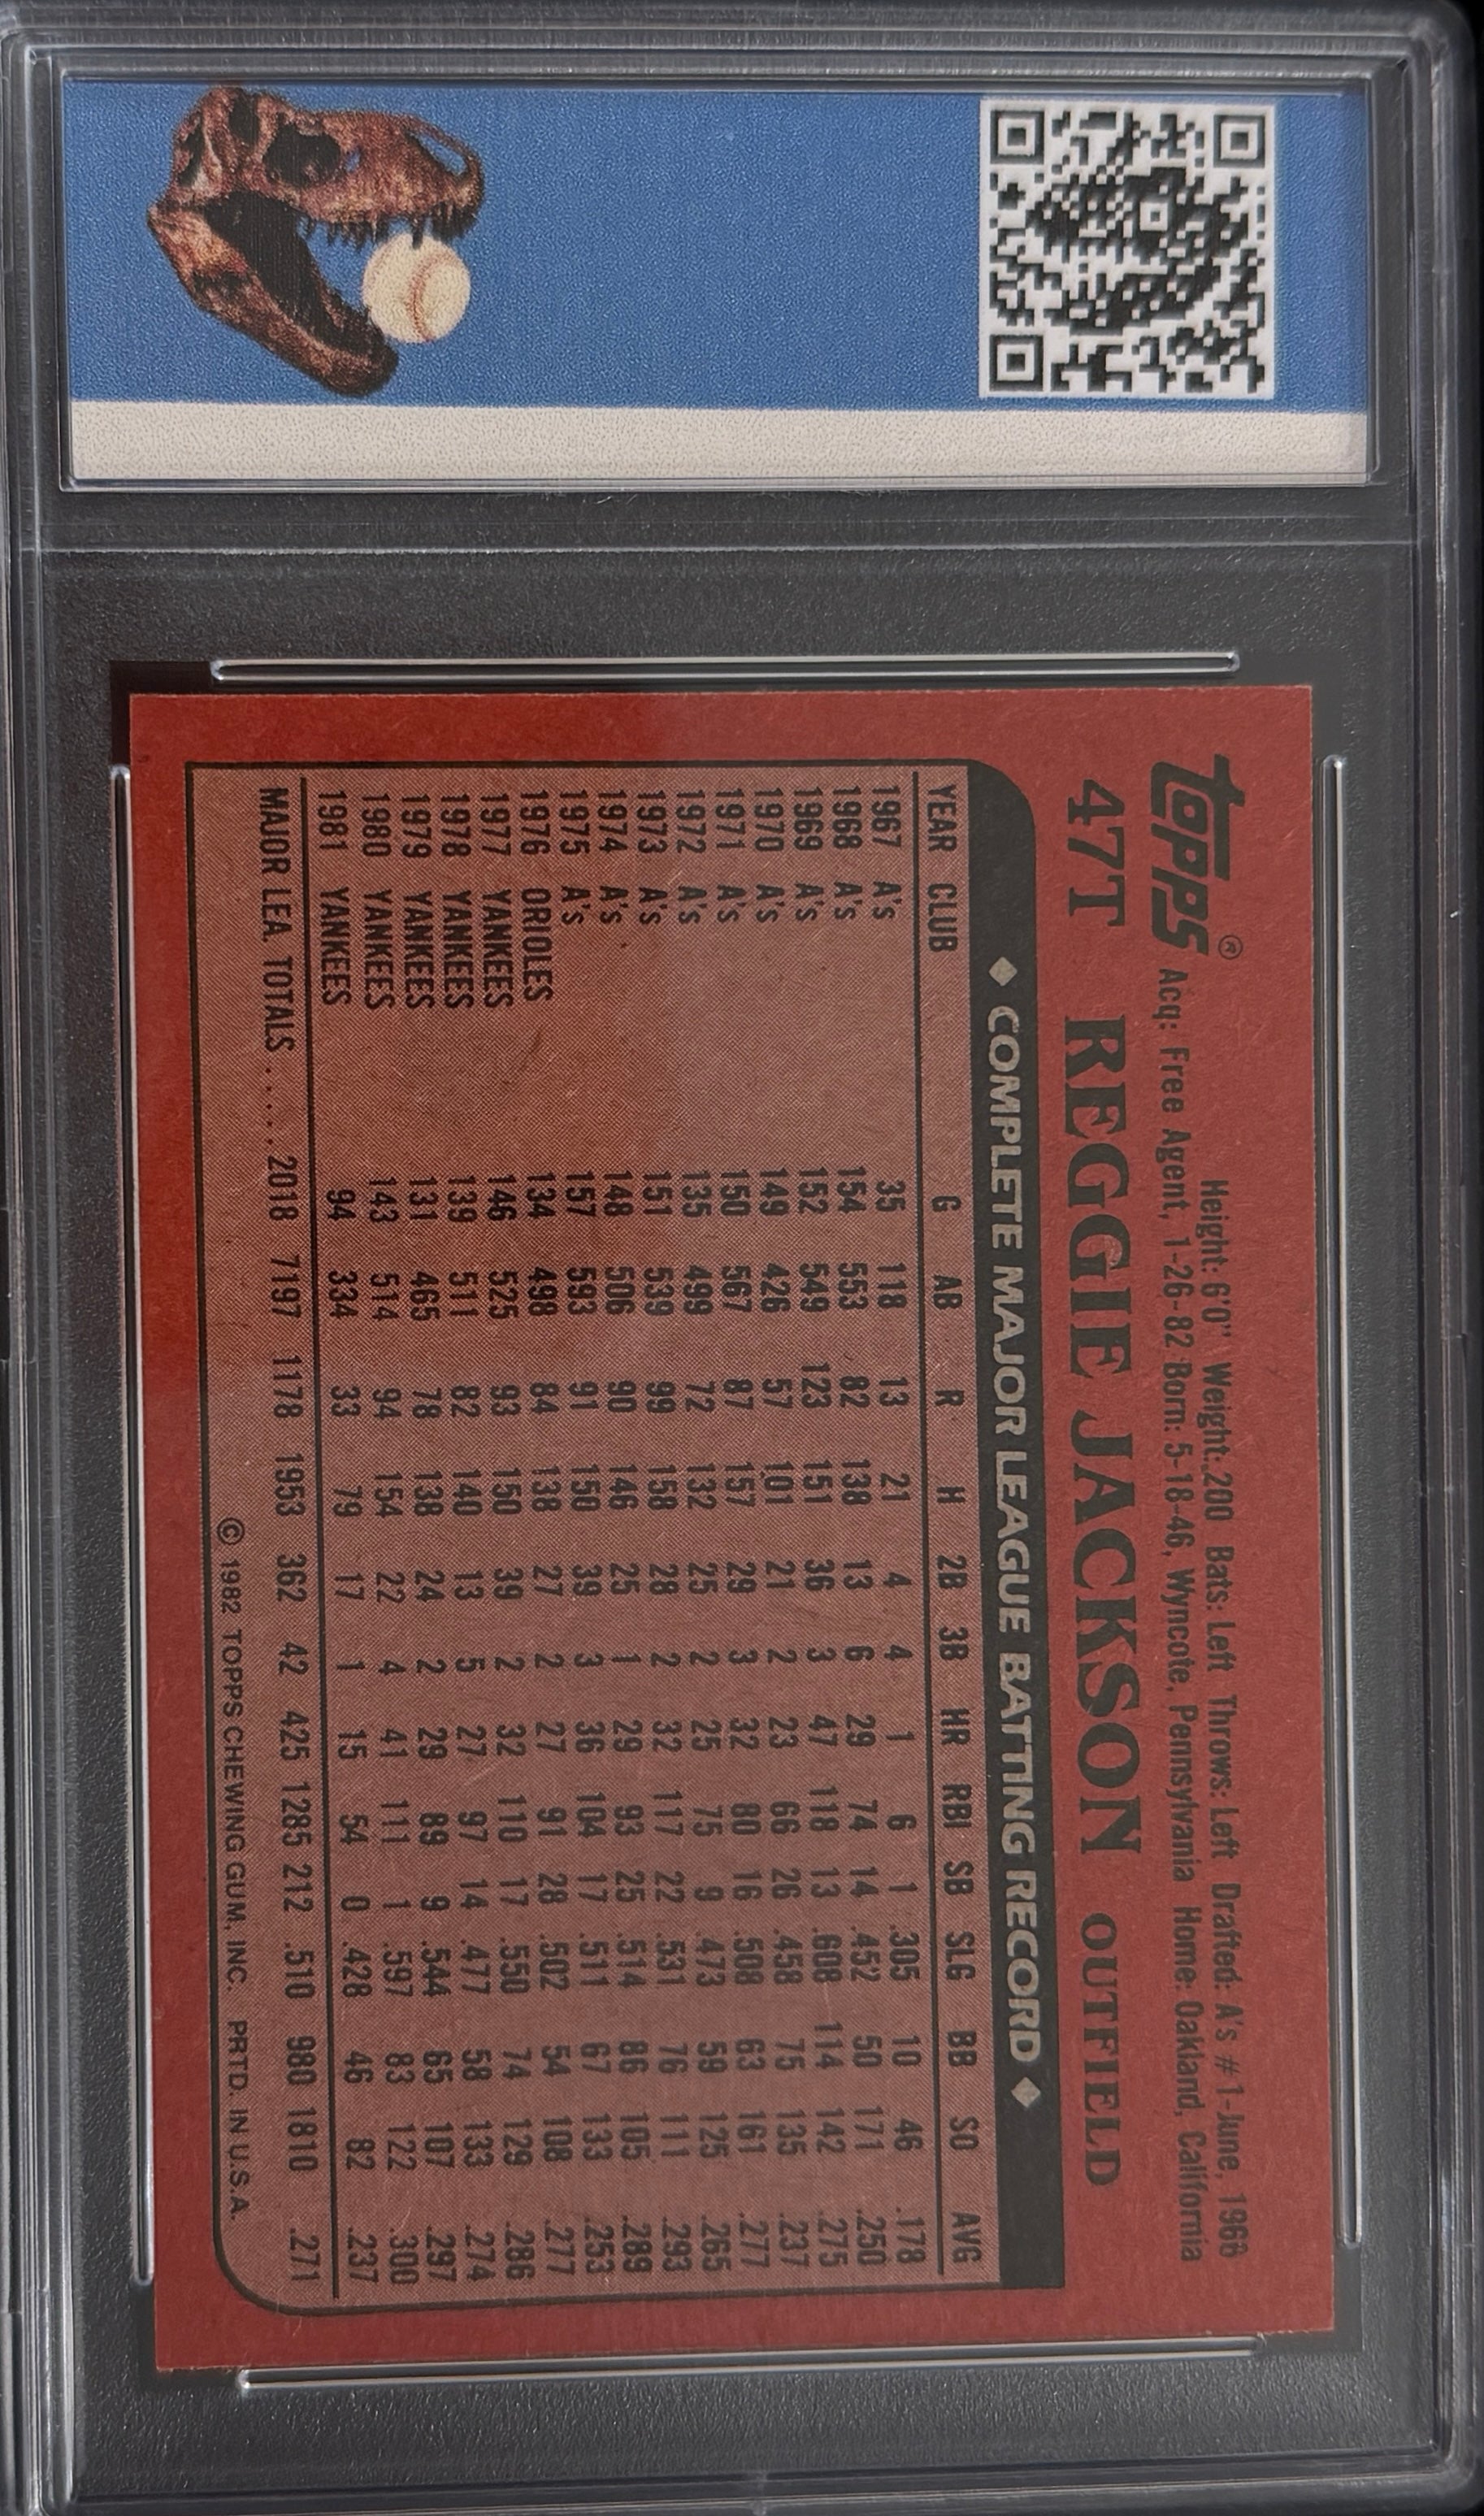 Topps® Height: 6'0" Weight: 200 Bats: Left Throws: Left Drafted: A's #1-June, 1966
Acq: Free Agent, 1-26-82 Born: 5-18-46, Wyncote, Pennsylvania Home: Oakland, California
47T REGGIE JACKSON OUTFIELD
◆ COMPLETE MAJOR LEAGUE BATTING RECORD ◆
YEAR CLUB G AB R H 2B 3B HR RBI SB SLG BB SO AVG
1967 A's 35 118 13 21 4 4 1 6 1 .305 10 46 .178
1968 A's 154 553 82 138 13 6 29 74 14 .452 50 171 .250
1969 A's 152 549 123 151 36 3 47 118 13 .608 114 142 .275
1970 A's 149 426 57 101 21 2 23 66 26 .458 75 135 .237
1971 A's 150 567 87 157 29 3 32 80 16 .508 63 161 .277
1972 A's 135 499 72 132 25 2 25 75 9 .473 59 125 .265
1973 A's 151 539 99 158 28 2 32 117 22 .531 76 111 .293
1974 A's 148 506 90 146 25 1 29 93 25 .514 86 105 .289
1975 A's 157 593 91 150 39 3 36 104 17 .511 67 133 .253
1976 ORIOLES 134 498 84 138 27 2 27 91 28 .502 54 108 .277
1977 YANKEES 146 525 93 150 39 2 32 110 17 .550 74 129 .286
1978 YANKEES 139 511 82 140 13 5 27 97 14 .477 58 133 .274
1979 YANKEES 131 465 78 138 24 2 29 89 9 .544 65 107 .297
1980 YANKEES 143 514 94 154 22 4 41 111 1 .597 83 122 .300
1981 YANKEES 94 334 33 79 17 1 15 54 0 .428 46 82 .237
MAJOR LEA. TOTALS ...... 2018 7197 1178 1953 362 42 425 1285 212 .510 980 1810 .271
© 1982 TOPPS CHEWING GUM, INC. PRTD. IN U.S.A.